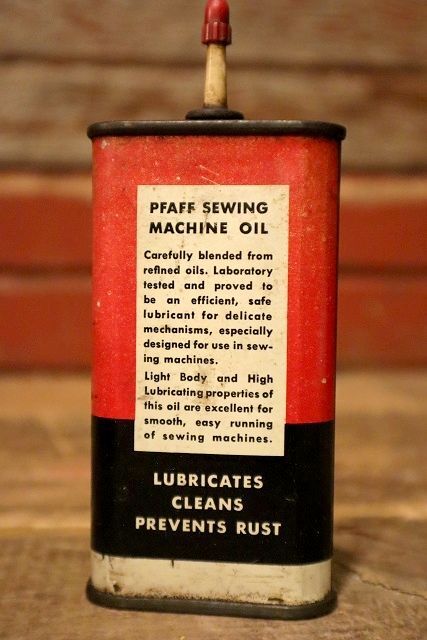 PFAFF SEWING
MACHINE OIL
Carefully blended from
refined oils. Laboratory
tested and proved to
be an efficient, safe
lubricant for delicate
mechanisms, especially
designed for use in sew-
ing machines.
Light Body and High
Lubricating properties of
this oil are excellent for
smooth, easy running
of sewing machines.
LUBRICATES
CLEANS
PREVENTS RUST